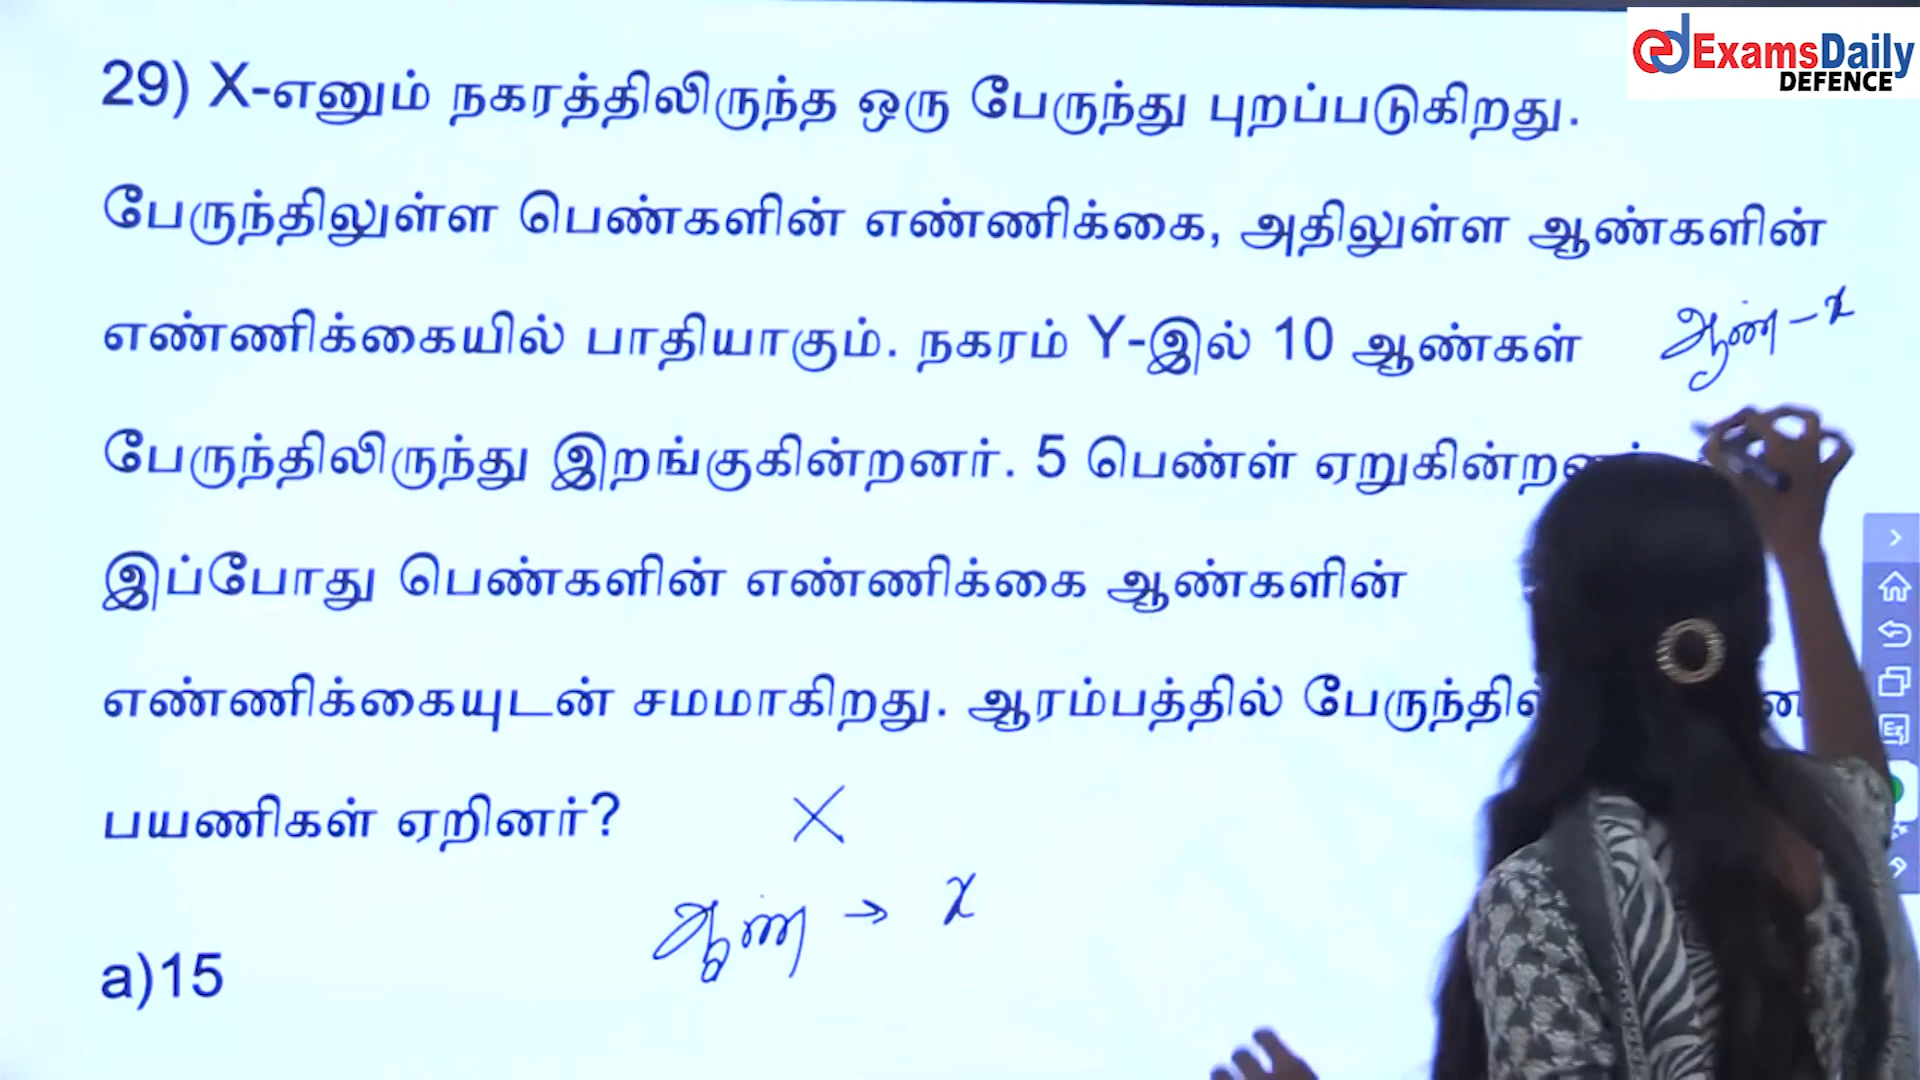 ExamsDaily
DEFENCE
29) X-எனும் நகரத்திலிருந்த ஒரு பேருந்து புறப்படுகிறது.
பேருந்திலுள்ள பெண்களின் எண்ணிக்கை, அதிலுள்ள ஆண்களின்
எண்ணிக்கையில் பாதியாகும். நகரம் Y-இல் 10 ஆண்கள்
ஆண் - x
பேருந்திலிருந்து இறங்குகின்றனர். 5 பெண்ள்
இப்போது பெண்களின் எண்ணிக்கை ஆண்களின்
எண்ணிக்கையுடன் சமமாகிறது. ஆரம்பத்தில்
பயணிகள் ஏறினர்? X
ஆண் → x
a)15